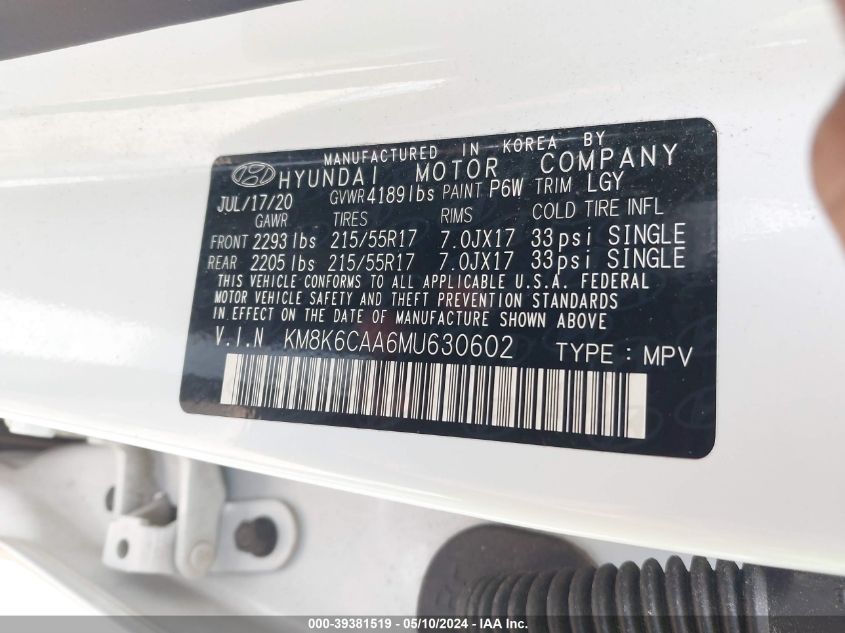 MANUFACTURED IN KOREA BY
HYUNDAI MOTOR COMPANY
JUL/17/20 GVWR 4189 lbs PAINT P6W TRIM LGY
GAWR TIRES RIMS COLD TIRE INFL
FRONT 2293 lbs 215/55R17 7.0JX17 33psi SINGLE
REAR 2205 lbs 215/55R17 7.0JX17 33psi SINGLE
THIS VEHICLE CONFORMS TO ALL APPLICABLE U.S.A. FEDERAL
MOTOR VEHICLE SAFETY AND THEFT PREVENTION STANDARDS
IN EFFECT ON THE DATE OF MANUFACTURE SHOWN ABOVE.
V.I.N KM8K6CAA6MU630602 TYPE : MPV
000-39381519 - 05/10/2024 - IAA Inc.